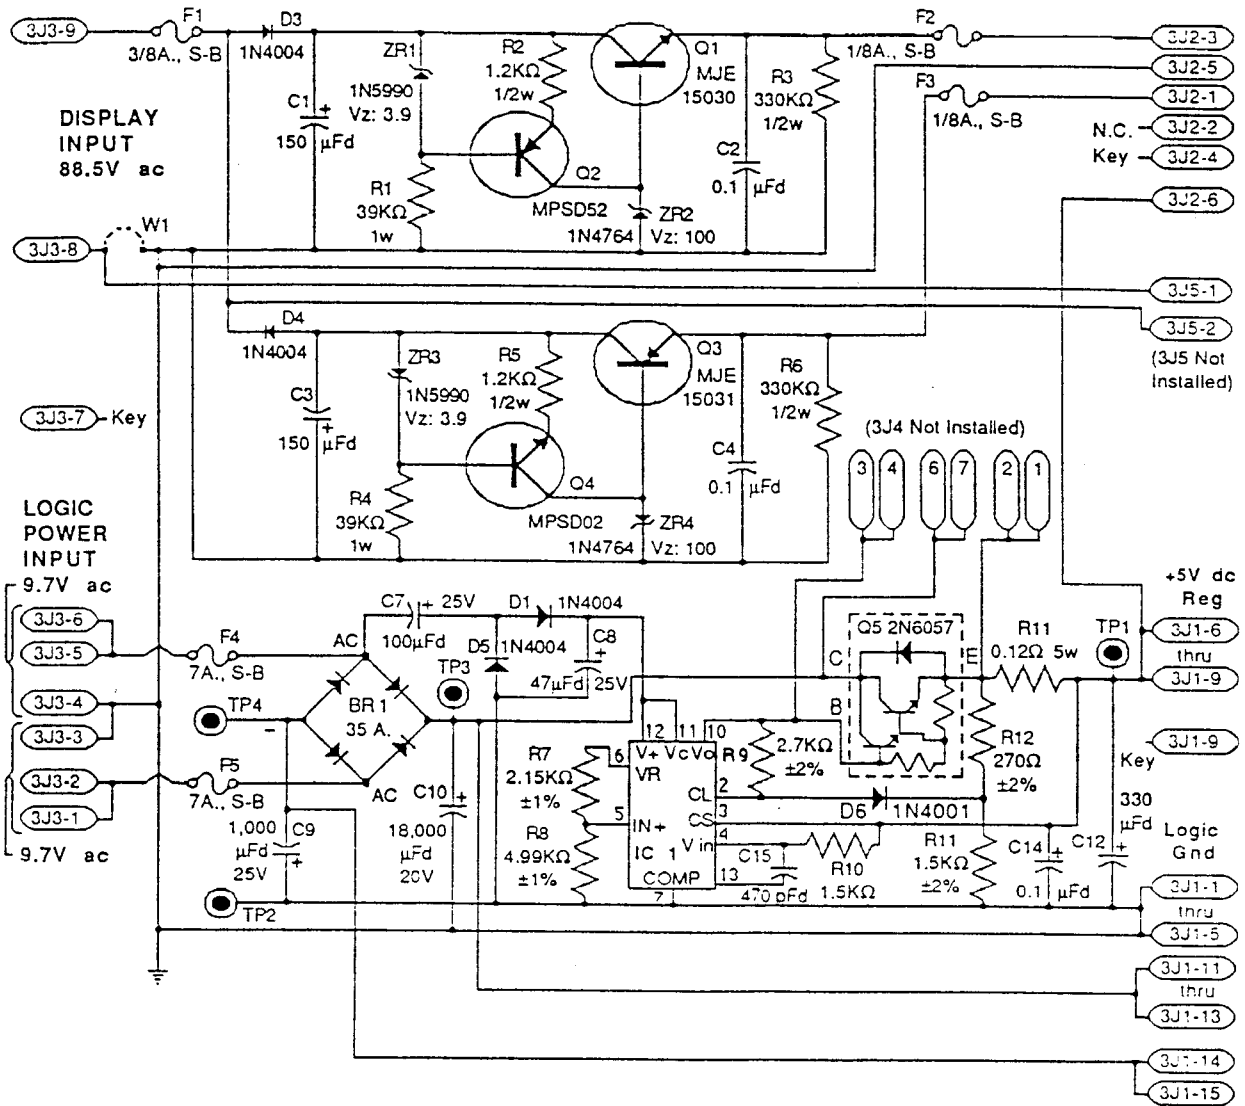 3J3-9
F1
3/8A., S-B
D3
1N4004
C1
+
150 µFd
ZR1
1N5990
Vz: 3.9
R2
1.2KΩ
1/2w
Q1
MJE
15030
R3
330KΩ
1/2w
F2
1/8A., S-B
F3
1/8A., S-B
3J2-3
3J2-5
3J2-1
N.C.
3J2-2
Key
3J2-4
3J2-6
DISPLAY
INPUT
88.5V ac
R1
39KΩ
1w
Q2
MPSD52
ZR2
1N4764 Vz: 100
C2
0.1 µFd
W1
3J3-8
3J5-1
3J5-2
(3J5 Not
Installed)
D4
1N4004
C3
+
150 µFd
ZR3
1N5990
Vz: 3.9
R5
1.2KΩ
1/2w
Q3
MJE
15031
R6
330KΩ
1/2w
3J3-7 Key
R4
39KΩ
1w
Q4
MPSD02
ZR4
1N4764 Vz: 100
C4
0.1 µFd
(3J4 Not Installed)
3 4 6 7 2 1
LOGIC
POWER
INPUT
9.7V ac
3J3-6
3J3-5
F4
7A., S-B
3J3-4
3J3-3
3J3-2
F5
7A., S-B
3J3-1
9.7V ac
TP4
-
AC
BR1
35 A.
AC
C7 + 25V
100µFd
D1 1N4004
D5 1N4004
C8
+
47µFd 25V
TP3
1,000
µFd
25V
C9
+
C10
+
18,000
µFd
20V
TP2
R7
2.15KΩ
±1%
R8
4.99KΩ
±1%
12 11 10
V+ Vc Vo
6
VR
2
CL
3
CS
5
IN+
4
Vin
IC 1
13
COMP
7
R9
2.7KΩ
±2%
D6 1N4001
C15
470 pFd
R10
1.5KΩ
Q5 2N6057
C
B
E
R11
0.12Ω 5w
R12
270Ω
±2%
R11
1.5KΩ
±2%
C14
+
0.1 µFd
C12
+
330
µFd
TP1
+5V dc
Reg
3J1-6
thru
3J1-9
Key
3J1-9
Logic
Gnd
3J1-1
thru
3J1-5
3J1-11
thru
3J1-13
3J1-14
3J1-15